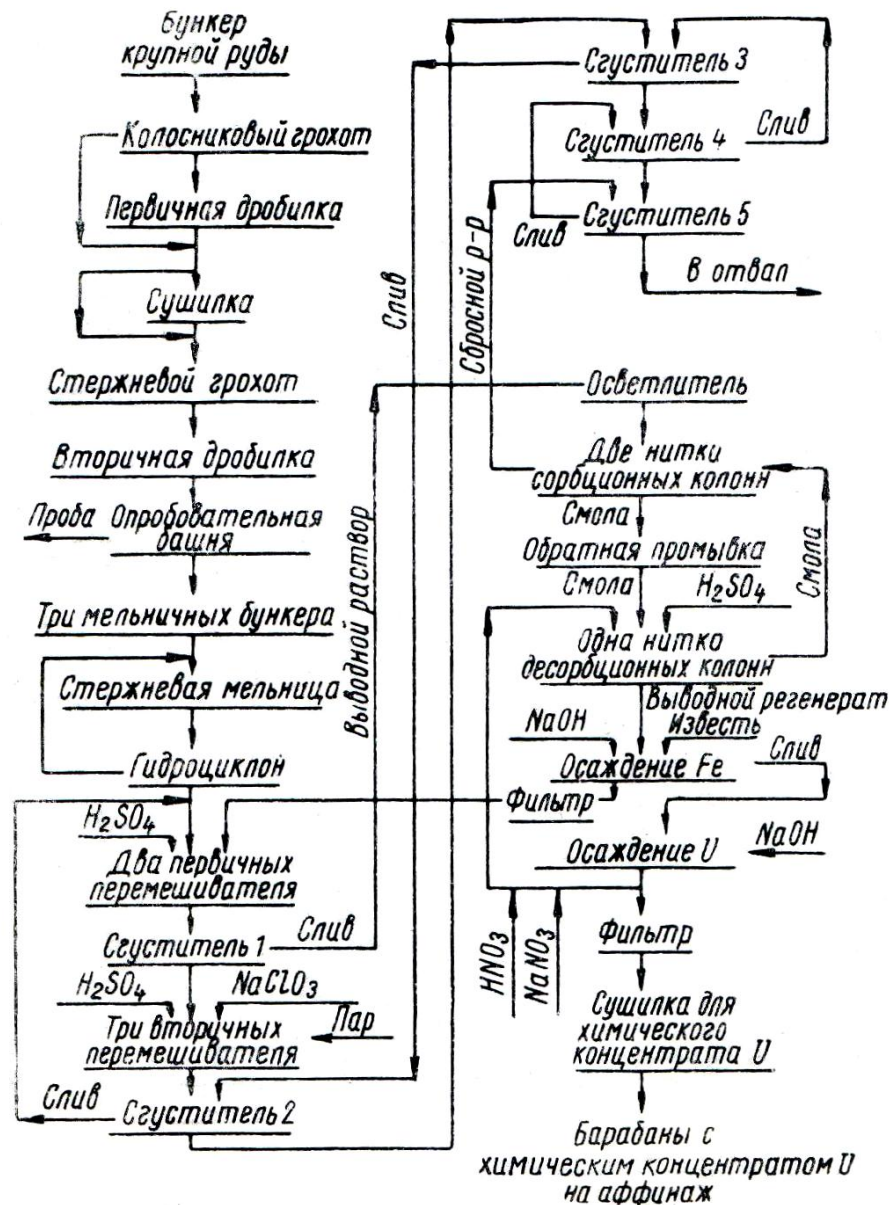 Бункер
крупной руды
Колосниковый грохот
Первичная дробилка
Сушилка
Стержневой грохот
Вторичная дробилка
Проба
Опробовательная
башня
Три мельничных бункера
Стержневая мельница
Гидроциклон
H₂SO₄
Два первичных
перемешивателя
Сгуститель 1
Слив
H₂SO₄
NaClO₃
Три вторичных
перемешивателя
Пар
Слив
Сгуститель 2
Выводной раствор
Слив
Сбросной р-р
Сгуститель 3
Сгуститель 4
Слив
Сгуститель 5
Слив
В отвал
Осветлитель
Две нитки
сорбционных колонн
Смола
Обратная промывка
Смола
H₂SO₄
Смола
Одна нитко
десорбционных колонн
Выводной регенерат
NaOH
Известь
Осаждение Fe
Слив
Фильтр
Осаждение U
NaOH
HNO₃
NaNO₃
Фильтр
Сушилка для
химического
концентрата U
Барабаны с
химическим концентратом U
на аффинаж